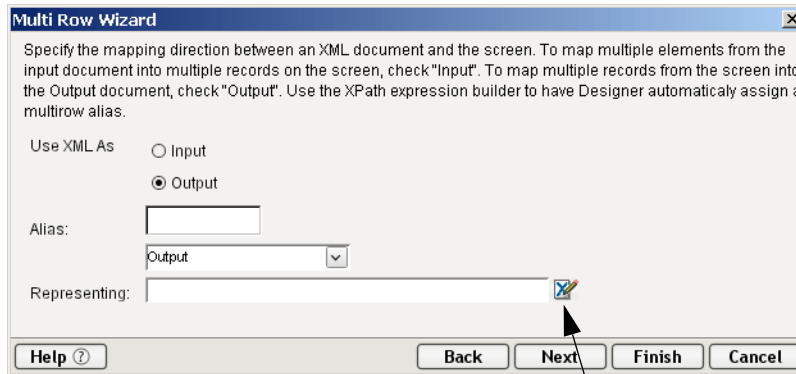 Multi Row Wizard
Specify the mapping direction between an XML document and the screen. To map multiple elements from the
input document into multiple records on the screen, check "Input". To map multiple records from the screen into
the Output document, check "Output". Use the XPath expression builder to have Designer automaticaly assign a
multirow alias.
Use XML As
Input
Output
Alias:
Output
Representing:
Help
Back Next Finish Cancel